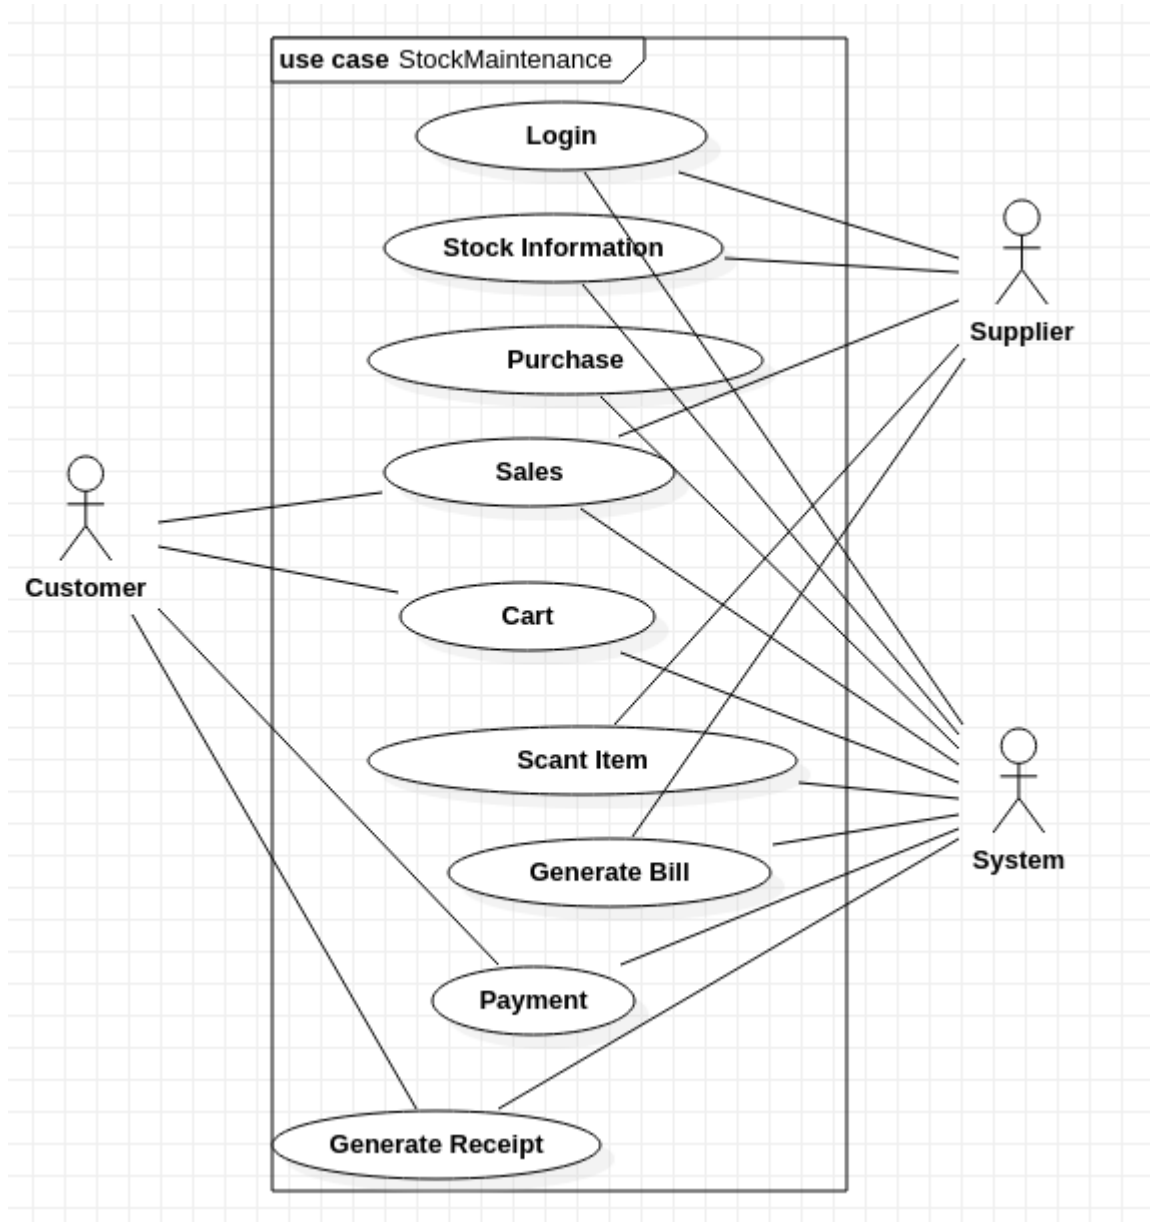 use case StockMaintenance
Login
Stock Information
Supplier
Purchase
Sales
Customer
Cart
Scant Item
Generate Bill
System
Payment
Generate Receipt